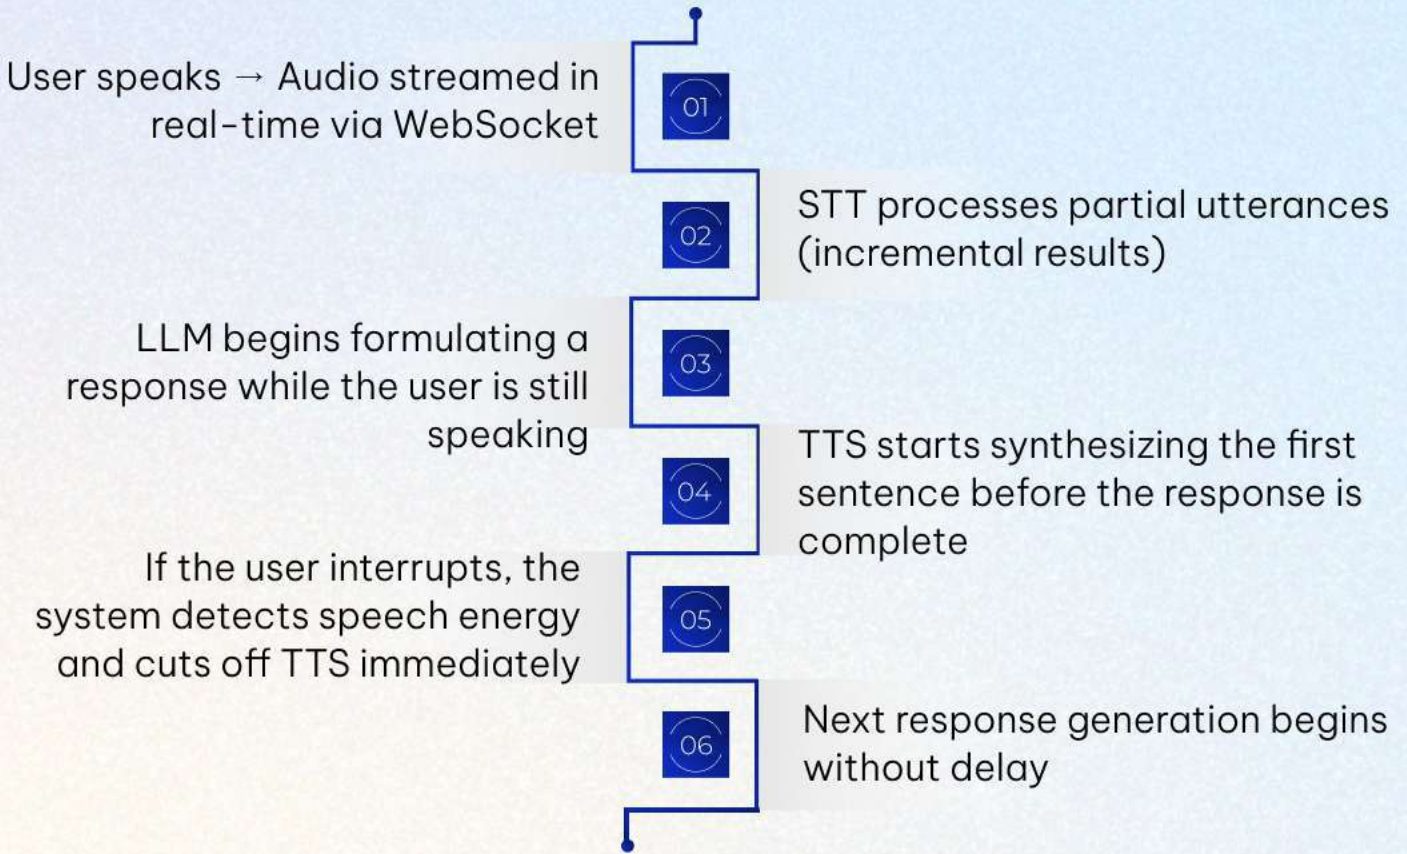 User speaks → Audio streamed in
real-time via WebSocket
01
02
STT processes partial utterances
(incremental results)
LLM begins formulating a
response while the user is still
speaking
03
04
TTS starts synthesizing the first
sentence before the response is
complete
If the user interrupts, the
system detects speech energy
and cuts off TTS immediately
05
06
Next response generation begins
without delay